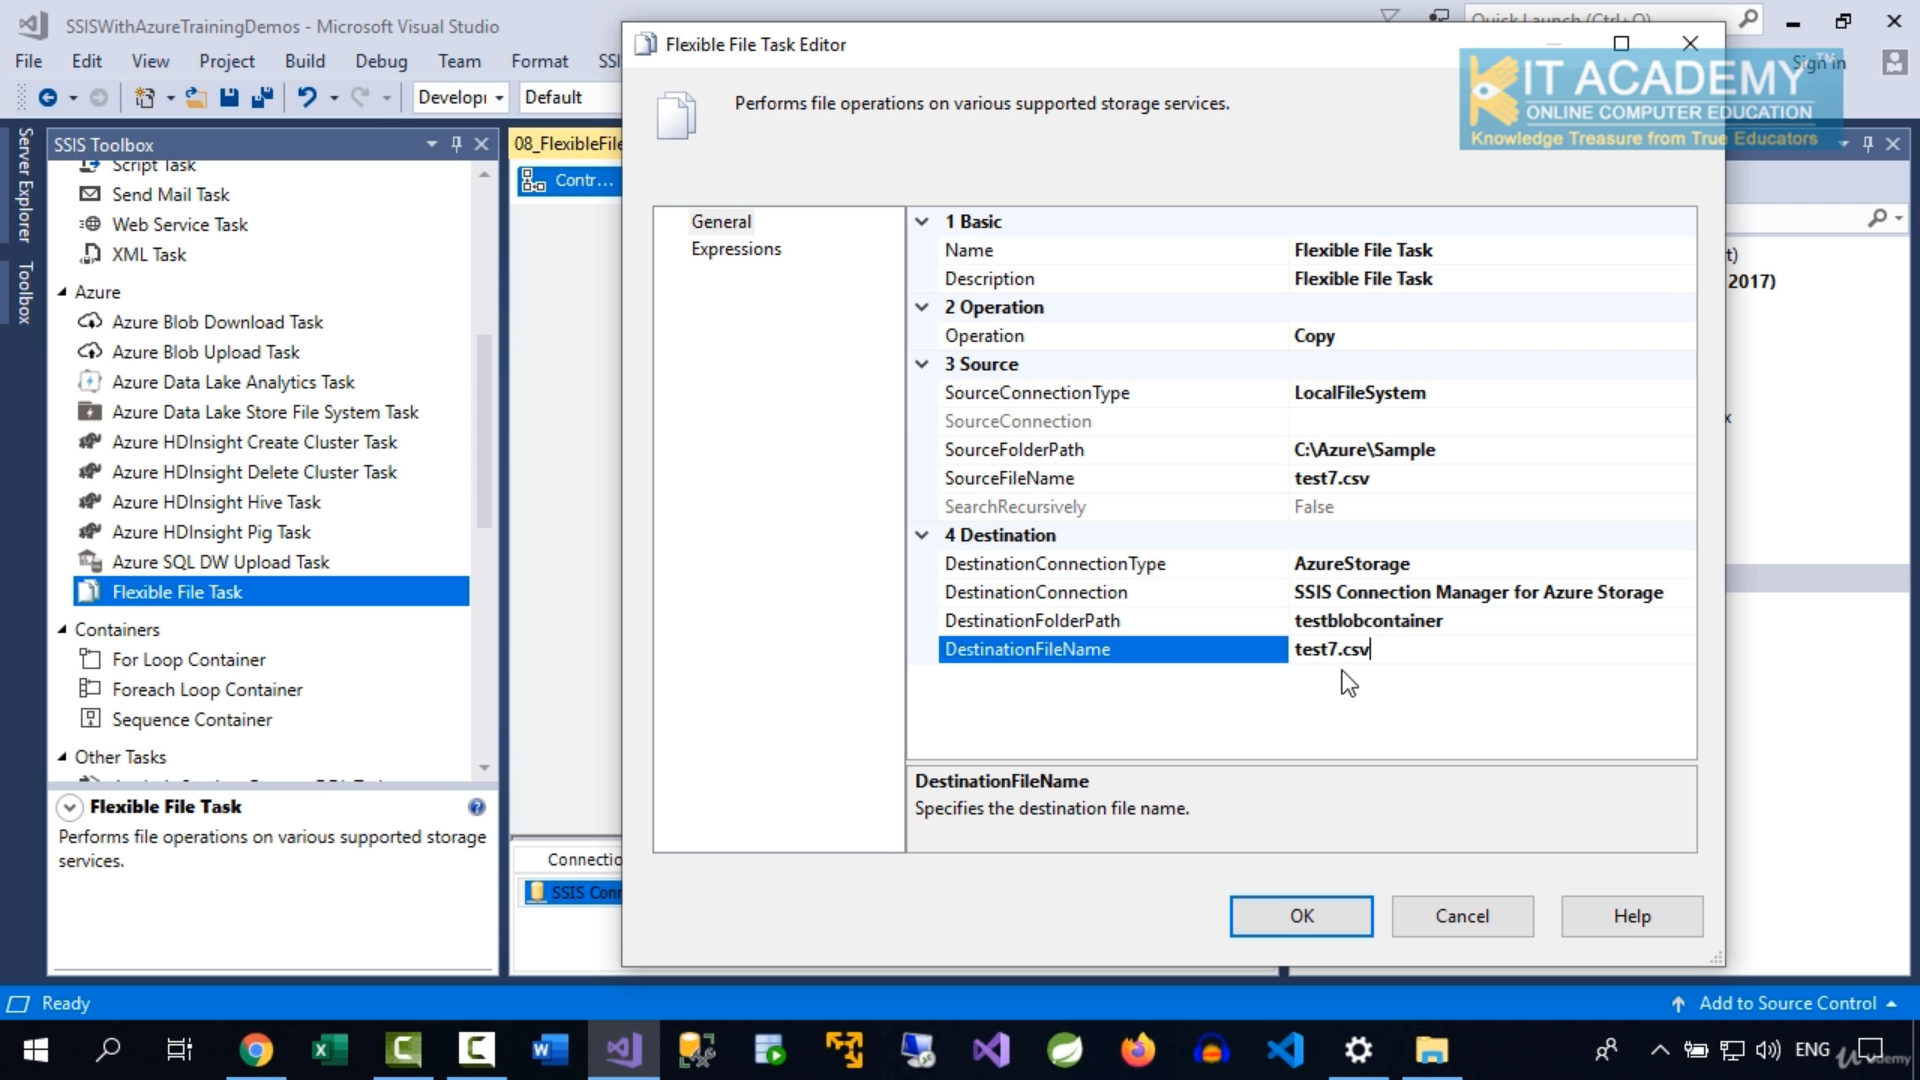 SSISWithAzureTrainingDemos - Microsoft Visual Studio
Quick Launch (Ctrl+Q)
File Edit View Project Build Debug Team Format SSI
Sign in
Developi Default
Server Explorer
Toolbox
SSIS Toolbox
Script Task
Send Mail Task
Web Service Task
XML Task
Azure
Azure Blob Download Task
Azure Blob Upload Task
Azure Data Lake Analytics Task
Azure Data Lake Store File System Task
Azure HDInsight Create Cluster Task
Azure HDInsight Delete Cluster Task
Azure HDInsight Hive Task
Azure HDInsight Pig Task
Azure SQL DW Upload Task
Flexible File Task
Containers
For Loop Container
Foreach Loop Container
Sequence Container
Other Tasks
Flexible File Task
Performs file operations on various supported storage
services.
08_FlexibleFile
Contr...
Connectio
SSIS Conn
Flexible File Task Editor
Performs file operations on various supported storage services.
KIT ACADEMY™
ONLINE COMPUTER EDUCATION
Knowledge Treasure from True Educators
General
Expressions
1 Basic
Name Flexible File Task
Description Flexible File Task
2 Operation
Operation Copy
3 Source
SourceConnectionType LocalFileSystem
SourceConnection
SourceFolderPath C:\Azure\Sample
SourceFileName test7.csv
SearchRecursively False
4 Destination
DestinationConnectionType AzureStorage
DestinationConnection SSIS Connection Manager for Azure Storage
DestinationFolderPath testblobcontainer
DestinationFileName test7.csv
DestinationFileName
Specifies the destination file name.
OK Cancel Help
t)
2017)
x
Ready
Add to Source Control
ENG
udemy